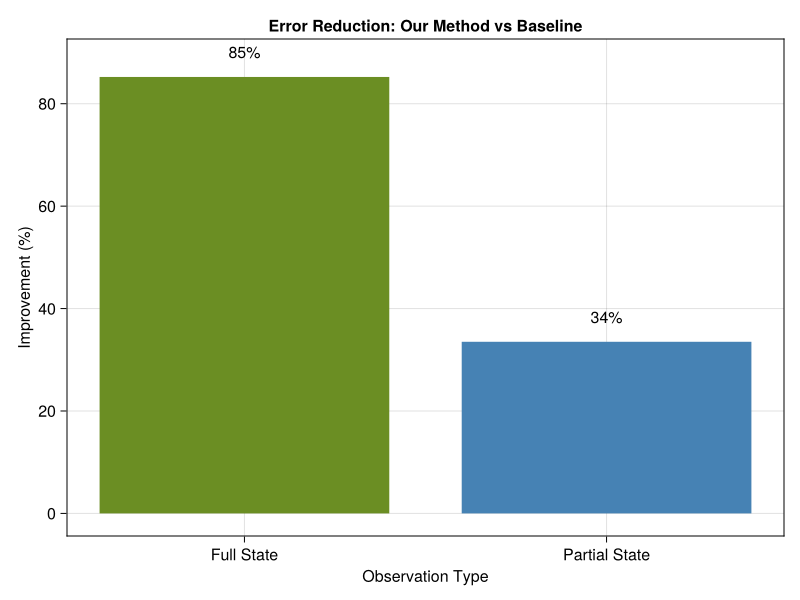 Error Reduction: Our Method vs Baseline
85%
34%
80
60
40
20
0
Improvement (%)
Full State
Partial State
Observation Type